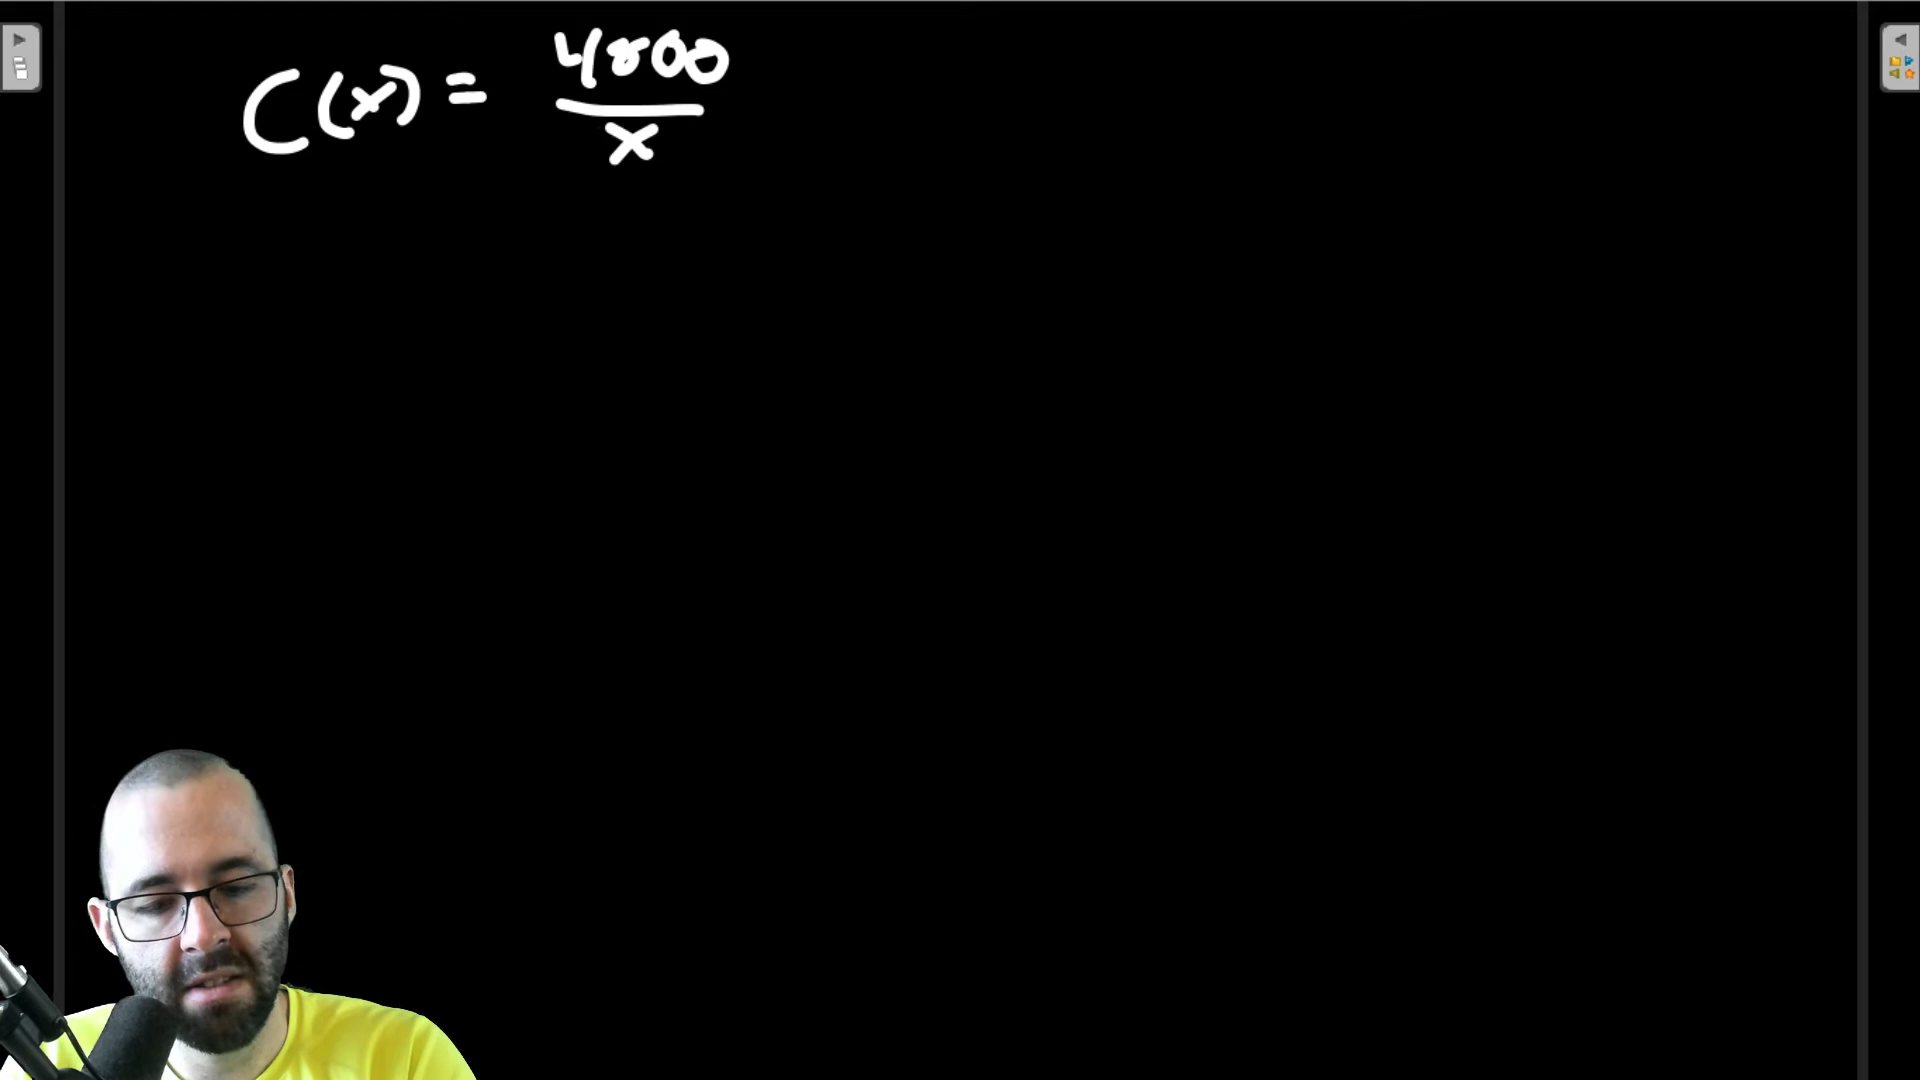 C(x) = 4800/x